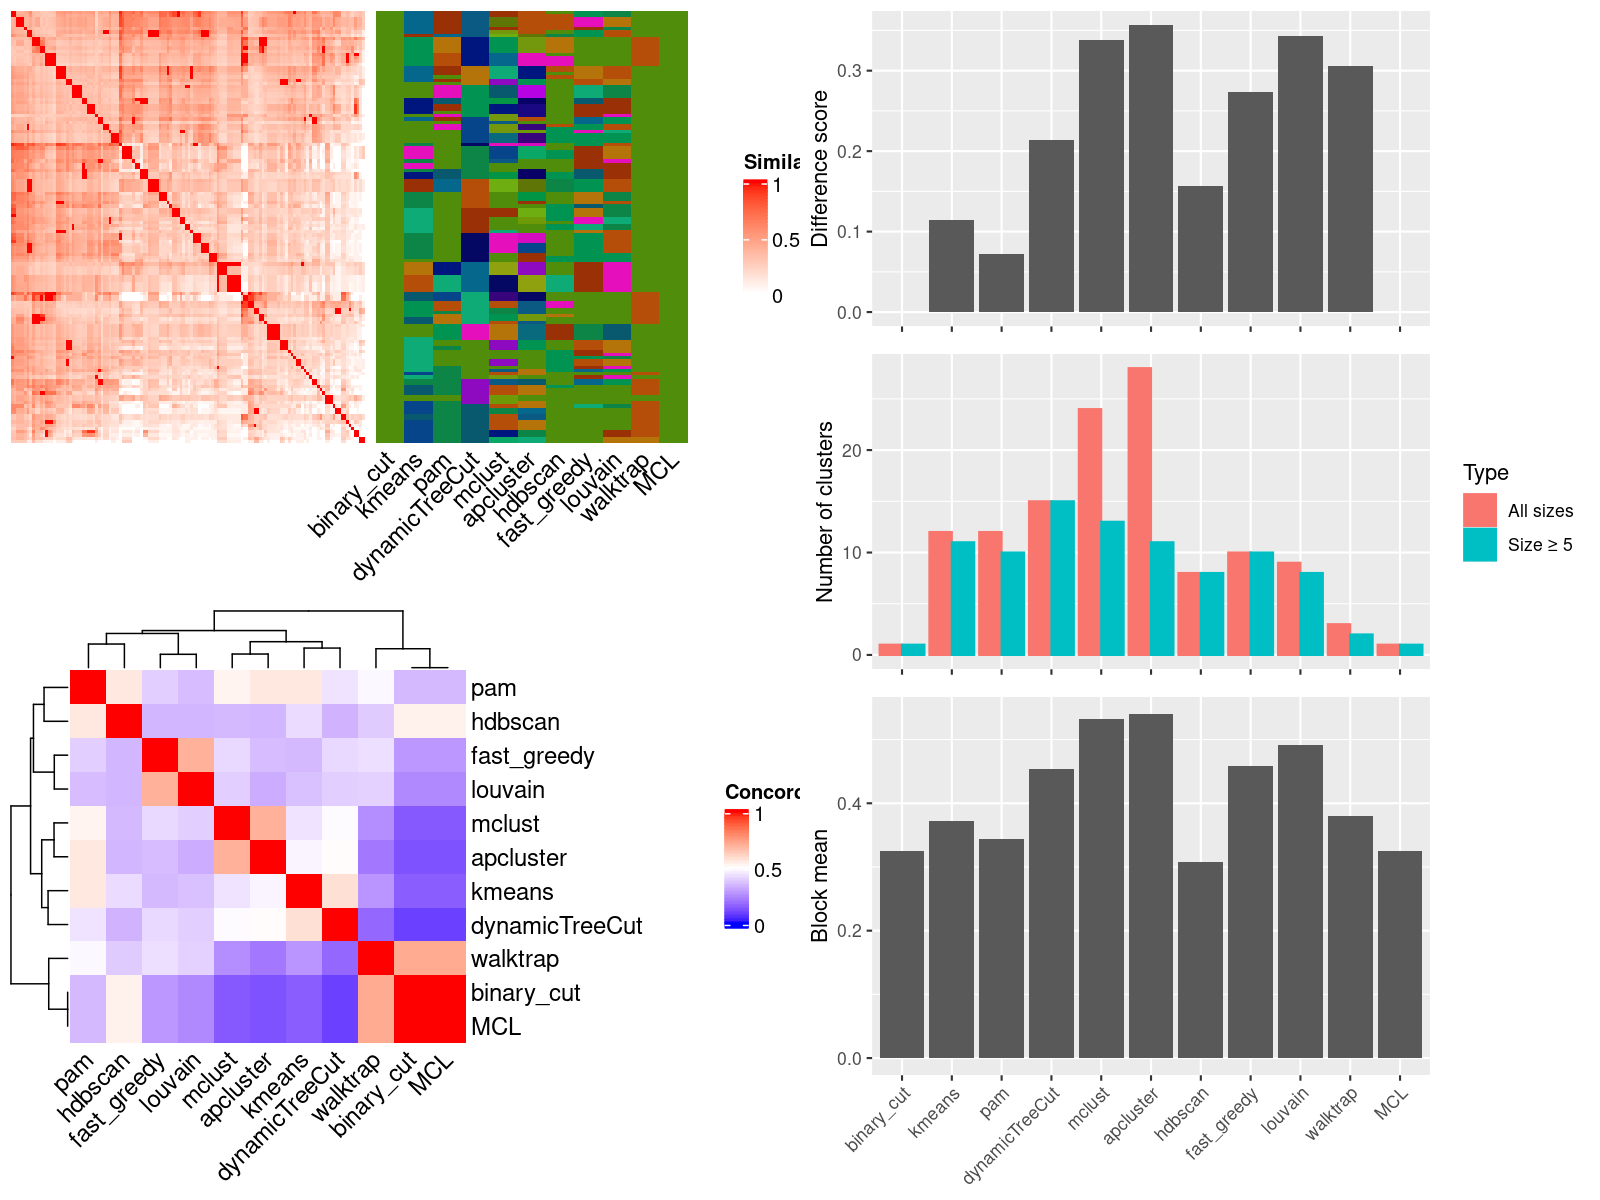 Simila
1
0.5
0
binary_cut
kmeans
pam
dynamicTreeCut
mclust
apcluster
hdbscan
fast_greedy
louvain
walktrap
MCL
pam
hdbscan
fast_greedy
louvain
mclust
apcluster
kmeans
dynamicTreeCut
walktrap
binary_cut
MCL
Concord
1
0.5
0
pam
hdbscan
fast_greedy
louvain
mclust
apcluster
kmeans
dynamicTreeCut
walktrap
binary_cut
MCL
Difference score
0.3
0.2
0.1
0.0
Number of clusters
20
10
0
Type
All sizes
Size ≥ 5
Block mean
0.4
0.2
0.0
binary_cut
kmeans
pam
dynamicTreeCut
mclust
apcluster
hdbscan
fast_greedy
louvain
walktrap
MCL